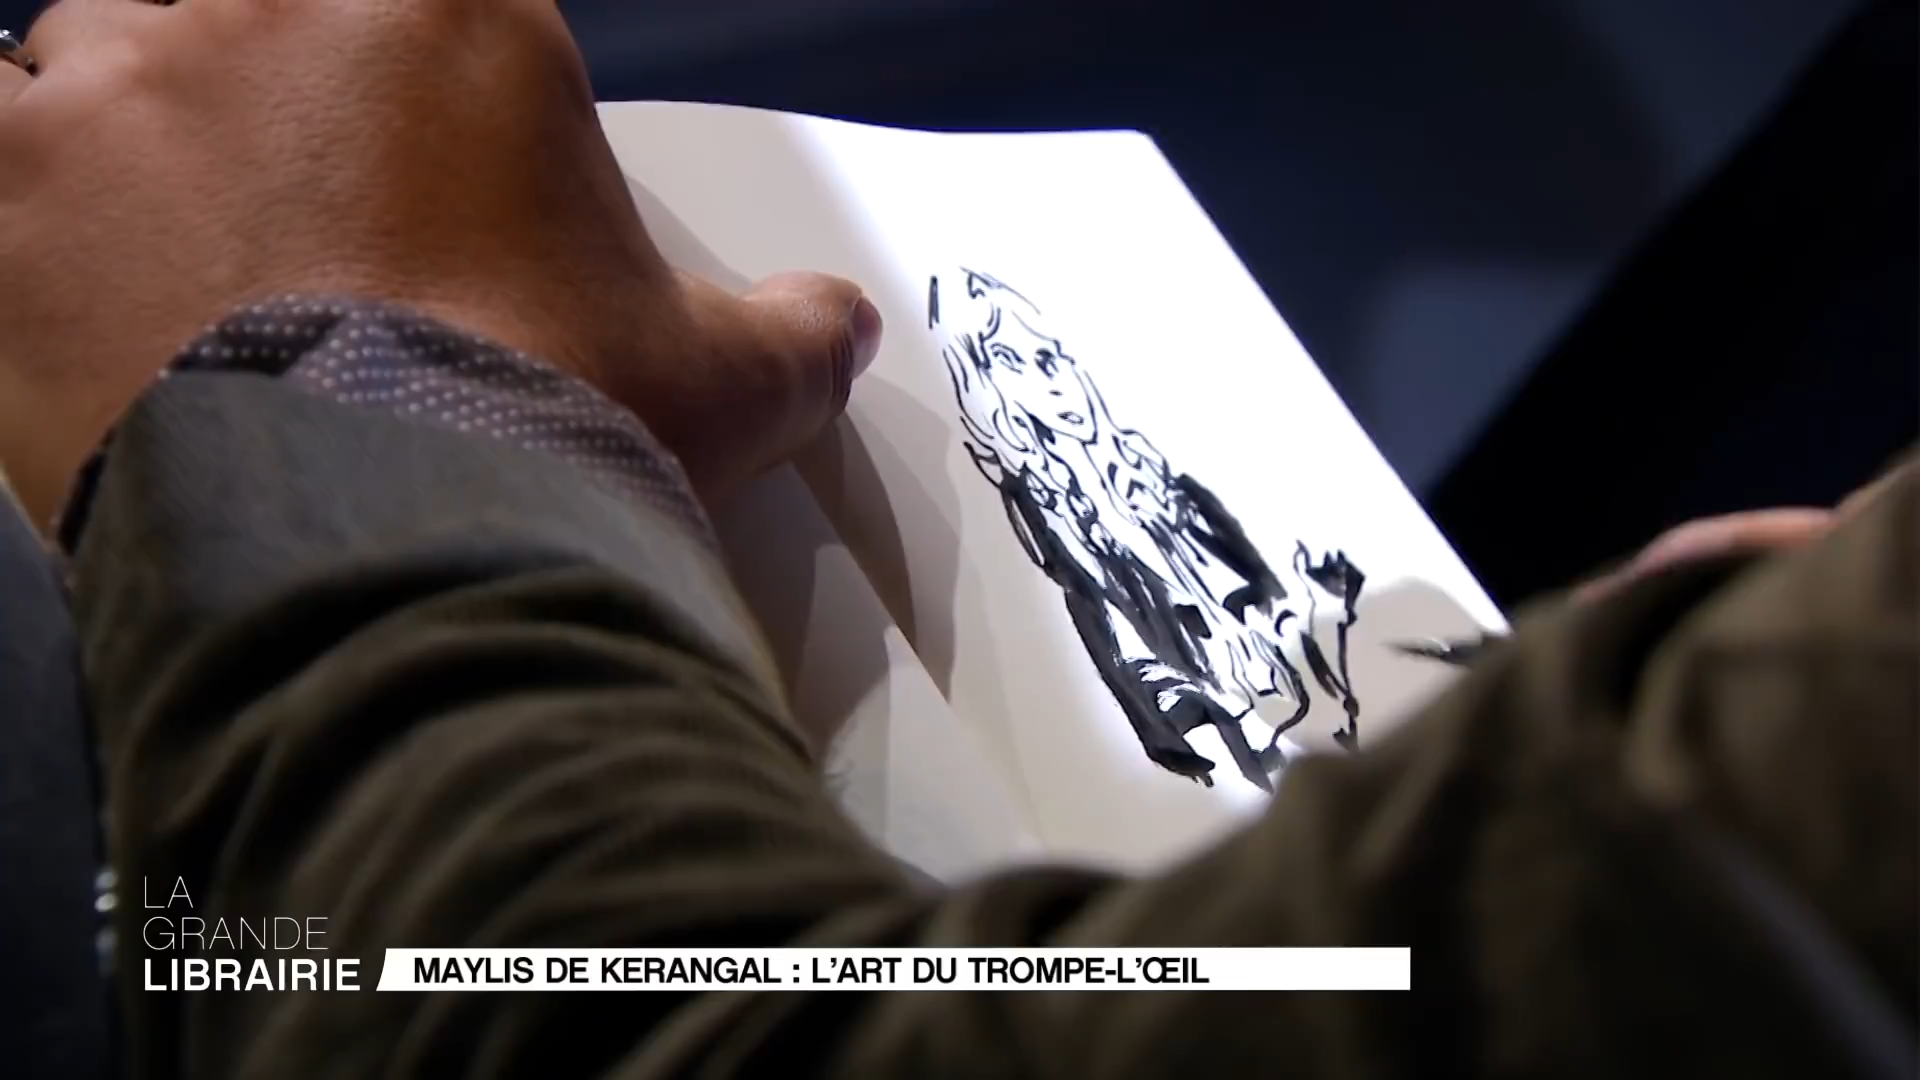 LA
GRANDE
LIBRAIRIE
MAYLIS DE KERANGAL : L'ART DU TROMPE-L'ŒIL